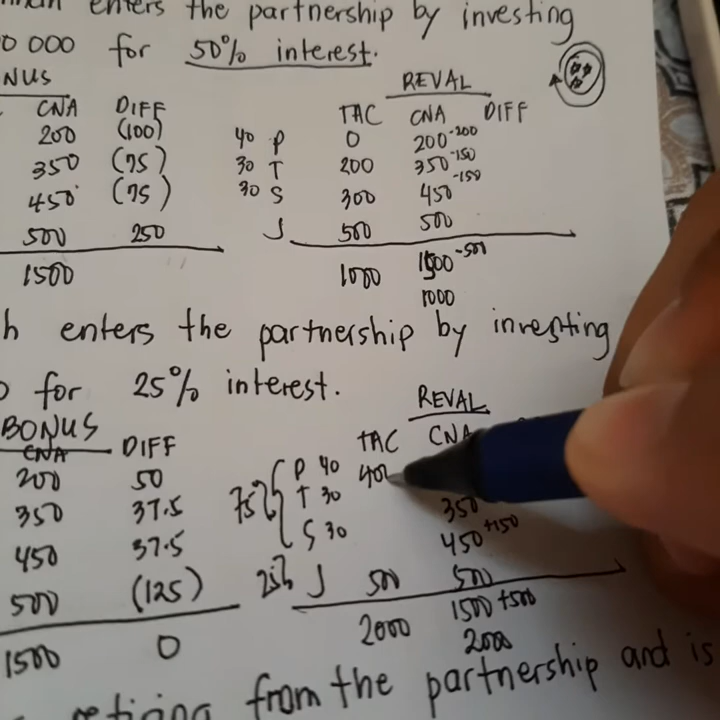 enters the partnership by investing
0 000 for 50% interest.
NUS REVAL
CNA DIFF TAC CNA DIFF
200 (100) 40 P 0 200 -200
350 (75) 30 T 200 350 -150
450 (75) 30 S 300 450 -150
500 250 J 500 500
1500 1000 1500 -500
1000
h enters the partnership by investing
0 for 25% interest.
BONUS REVAL
CNA DIFF TAC CNA
200 50 P 40 400
350 37.5 75% T 30 350
450 37.5 S 30 450 +150
500 (125) 25% J 500 500
1500 0 2000 1500 +500
2000
retiring from the partnership and is